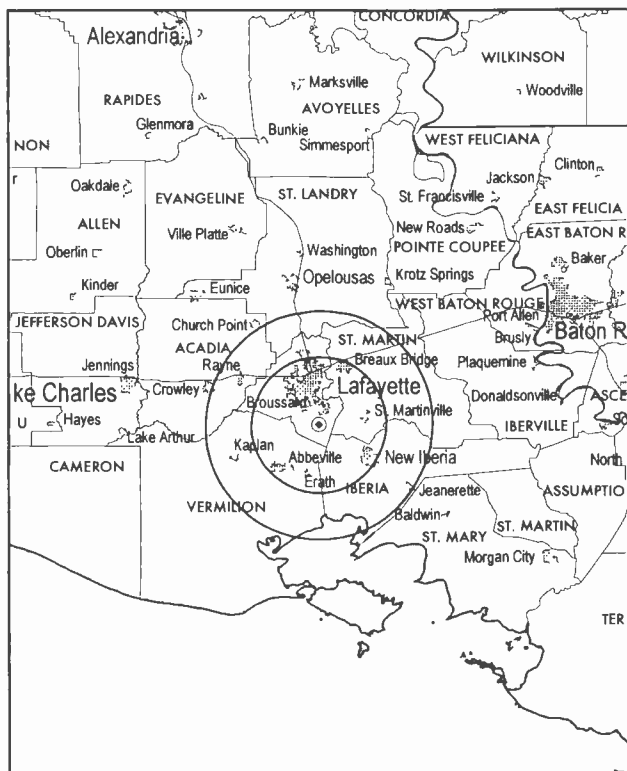 CONCORDIA
Alexandria
WILKINSON
Marksville
Woodville
RAPIDES
AVOYELLES
Glenmora
Bunkie
Simmesport
WEST FELICIANA
NON
r
Clinton
Oakdale
EVANGELINE
ST. LANDRY
Jackson
St. Francisville
ALLEN
EAST FELICIA
Ville Platte
New Roads
EAST BATON R
Oberlin
Washington
POINTE COUPEE
Baker
Opelousas
Krotz Springs
Kinder
Eunice
WEST BATON ROUGE
JEFFERSON DAVIS
Church Point
Port Allen
ST. MARTIN
Brusly
Baton R
ACADIA
Breaux Bridge
Jennings
Rayne
Plaquemine
ke Charles
Crowley
Lafayette
Donaldsonville
ASCE
Broussard
St. Martinville
Hayes
IBERVILLE
U
So
Lake Arthur
Kaplan
Abbeville
New Iberia
North
CAMERON
Erath
IBERIA
Jeanerette
ASSUMPTIO
VERMILION
Baldwin
ST. MARTIN
ST. MARY
Morgan City
TER